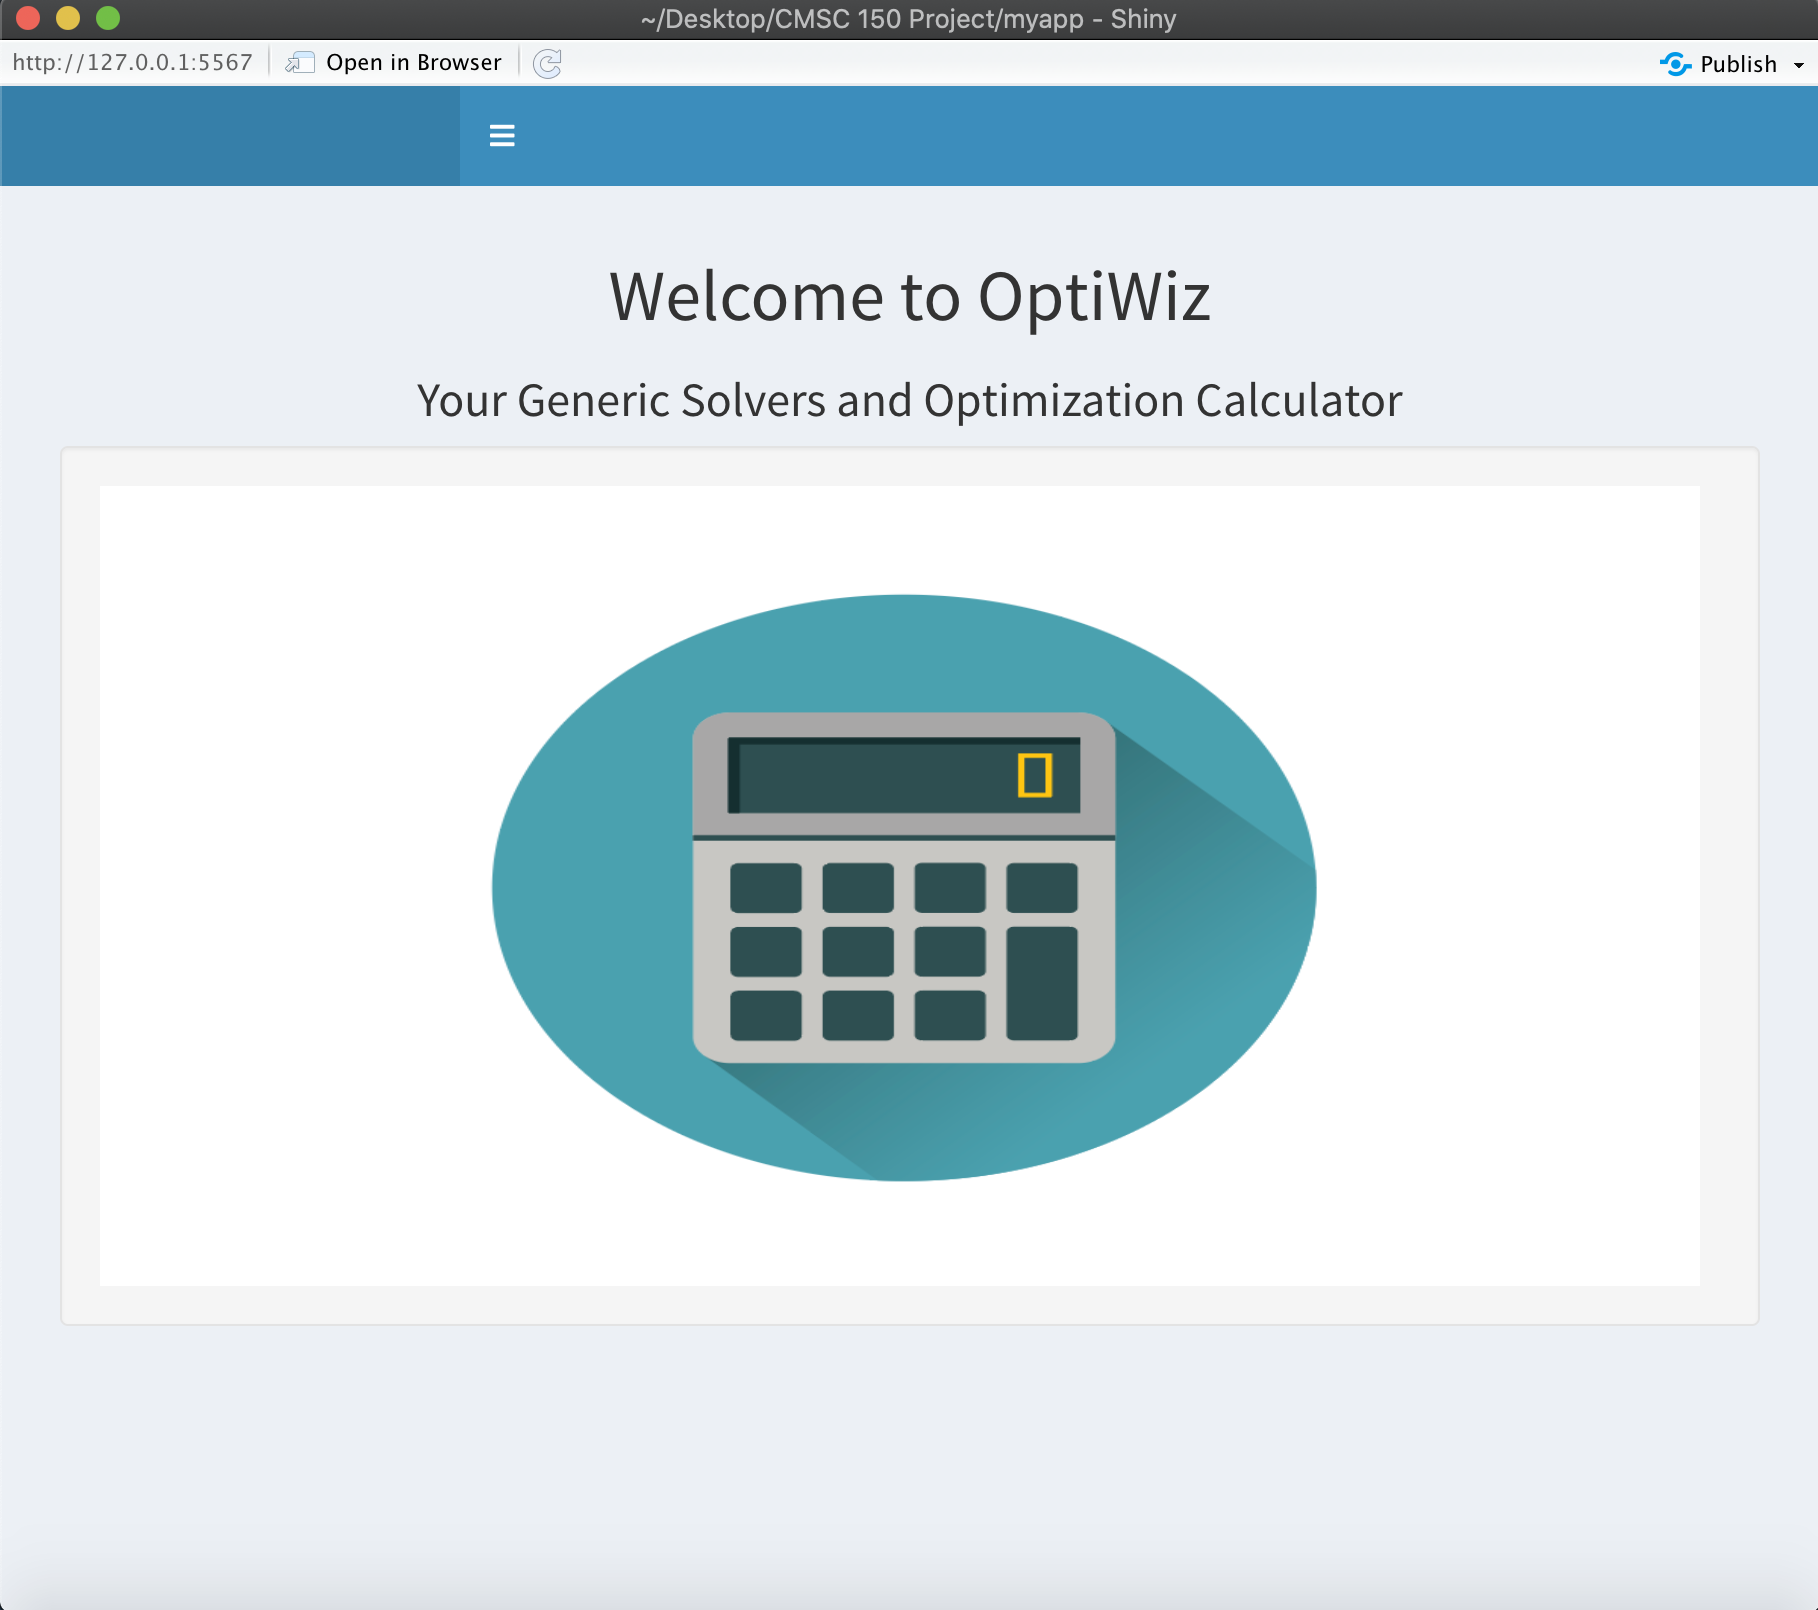 ~/Desktop/CMSC 150 Project/myapp - Shiny
http://127.0.0.1:5567 Open in Browser Publish
Welcome to OptiWiz
Your Generic Solvers and Optimization Calculator
0